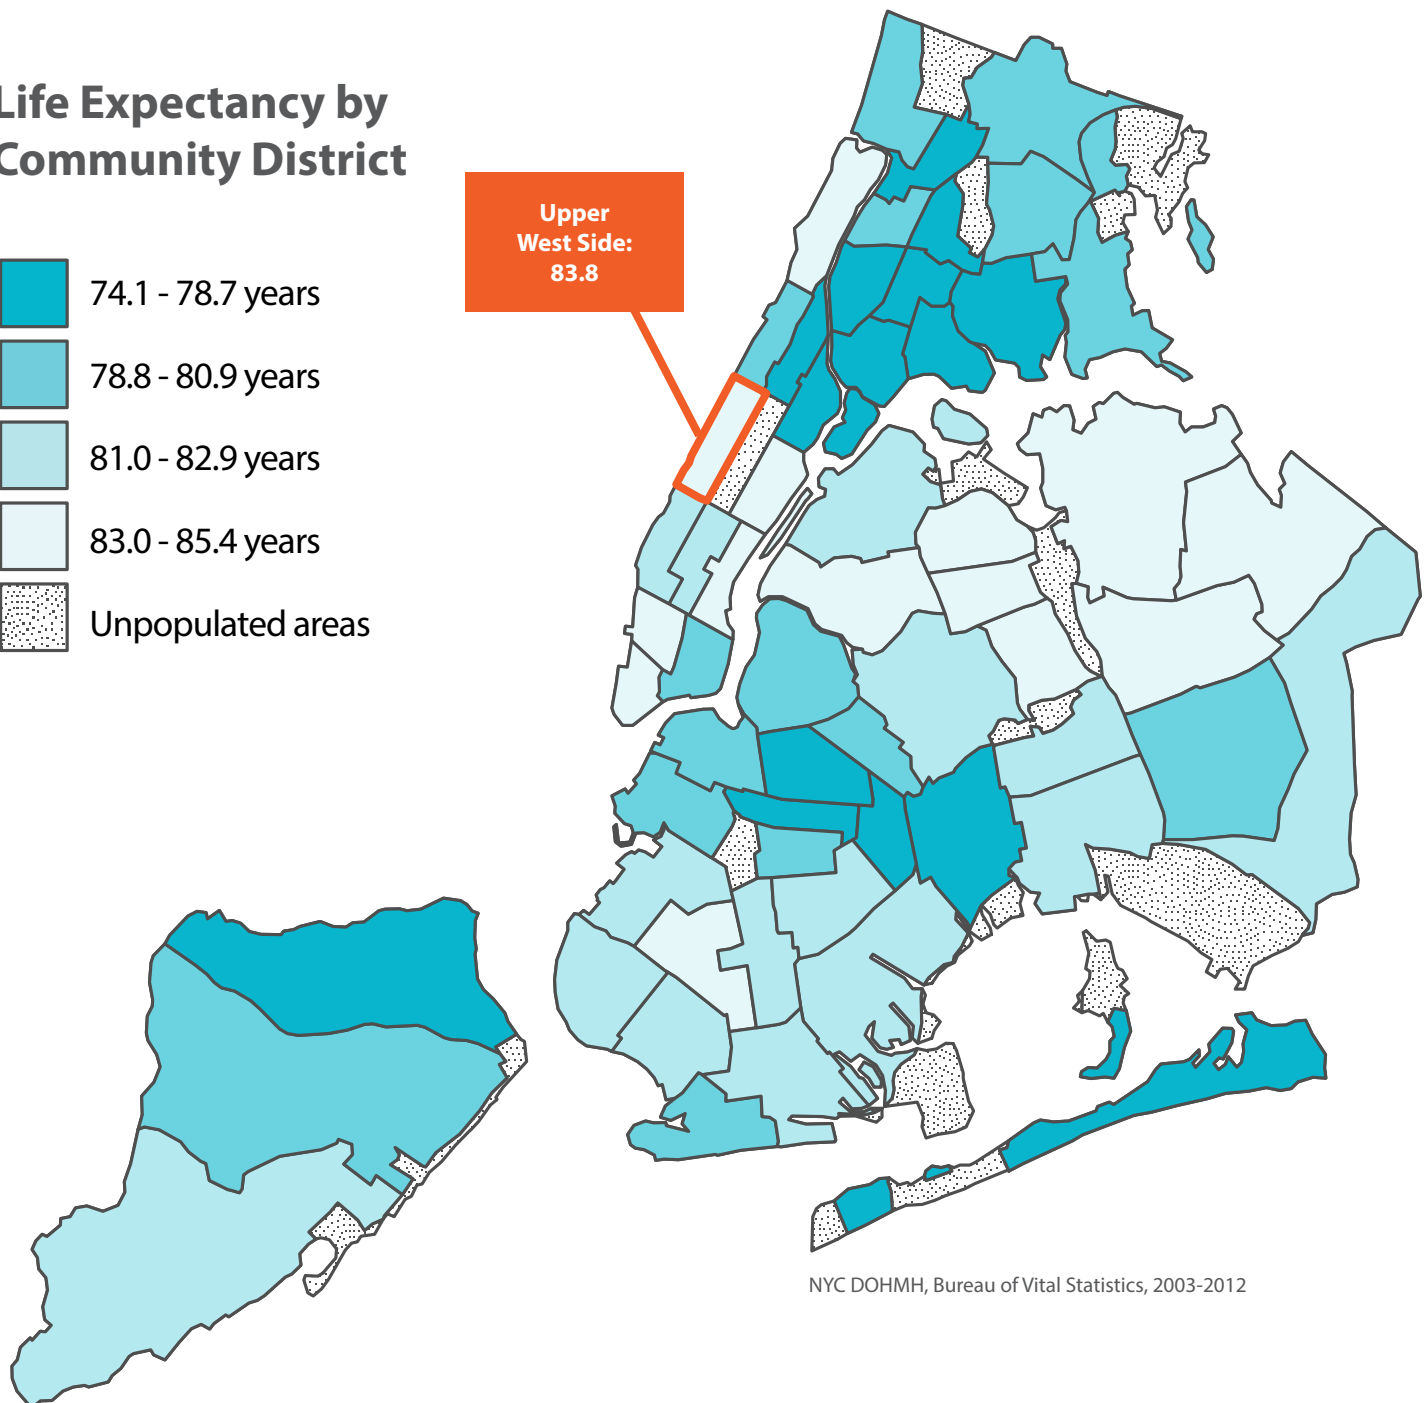 Life Expectancy by
Community District
Upper
West Side:
83.8
74.1 - 78.7 years
78.8 - 80.9 years
81.0 - 82.9 years
83.0 - 85.4 years
Unpopulated areas
NYC DOHMH, Bureau of Vital Statistics, 2003-2012